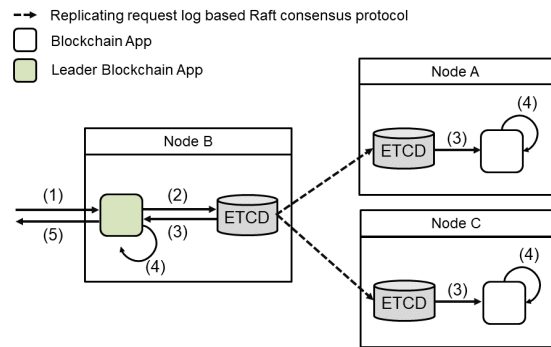 Replicating request log based Raft consensus protocol
Blockchain App
Leader Blockchain App
Node A
(4)
ETCD
(3)
Node B
(1)
(2)
ETCD
(5)
(3)
(4)
Node C
(4)
ETCD
(3)